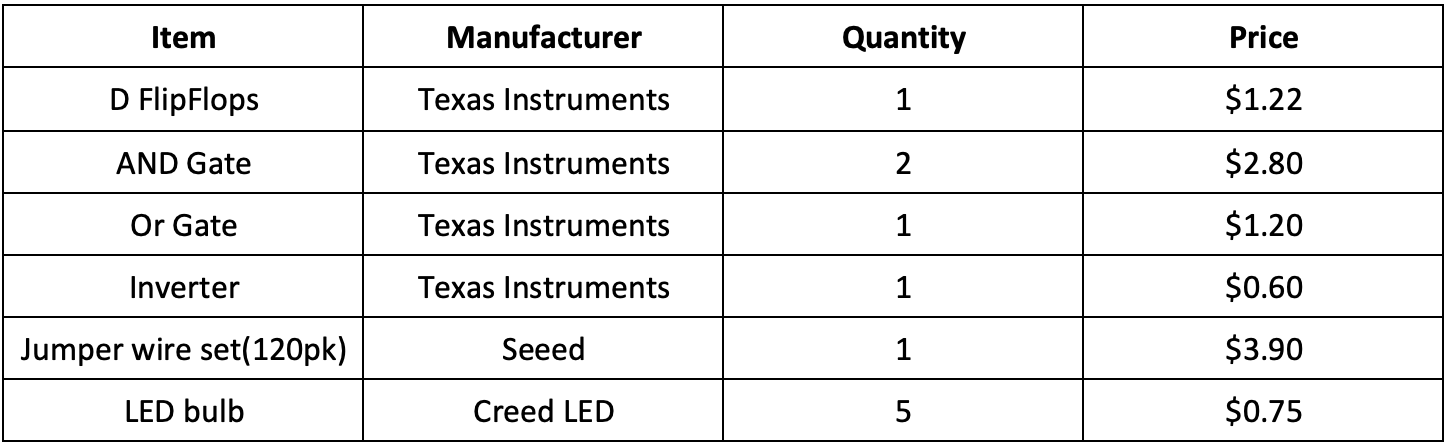 Item Manufacturer Quantity Price
D FlipFlops Texas Instruments 1 $1.22
AND Gate Texas Instruments 2 $2.80
Or Gate Texas Instruments 1 $1.20
Inverter Texas Instruments 1 $0.60
Jumper wire set(120pk) Seeed 1 $3.90
LED bulb Creed LED 5 $0.75